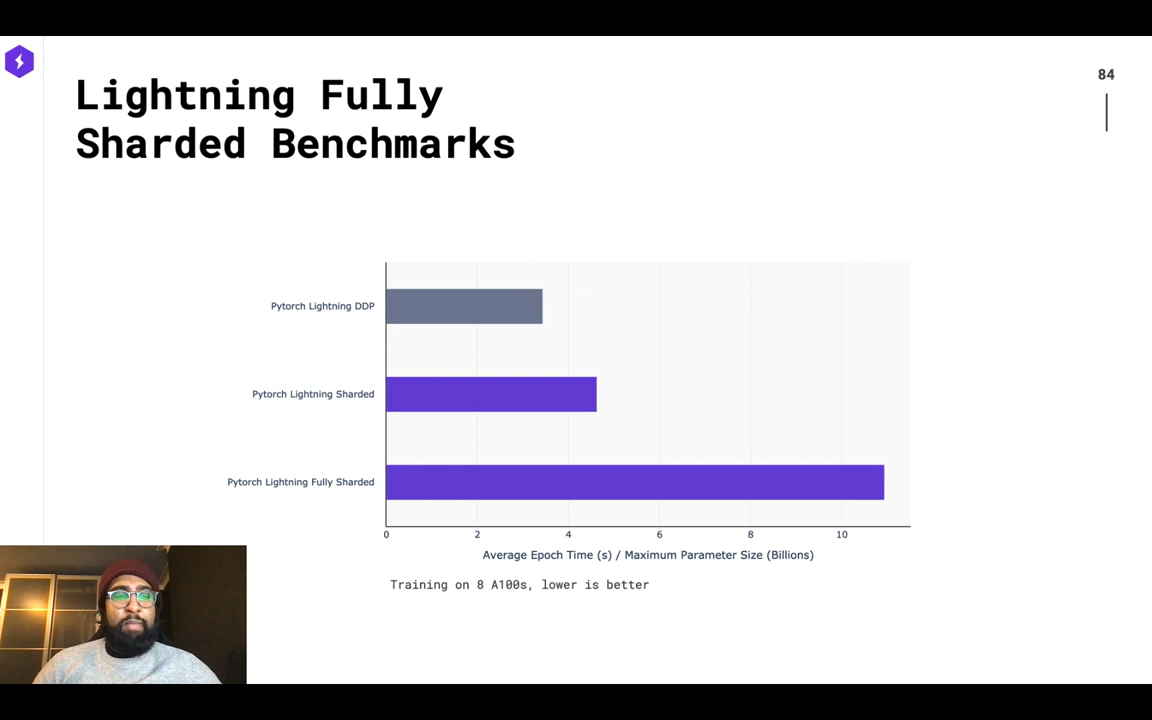 Lightning Fully
Sharded Benchmarks
84
Pytorch Lightning DDP
Pytorch Lightning Sharded
Pytorch Lightning Fully Sharded
0 2 4 6 8 10
Average Epoch Time (s) / Maximum Parameter Size (Billions)
Training on 8 A100s, lower is better